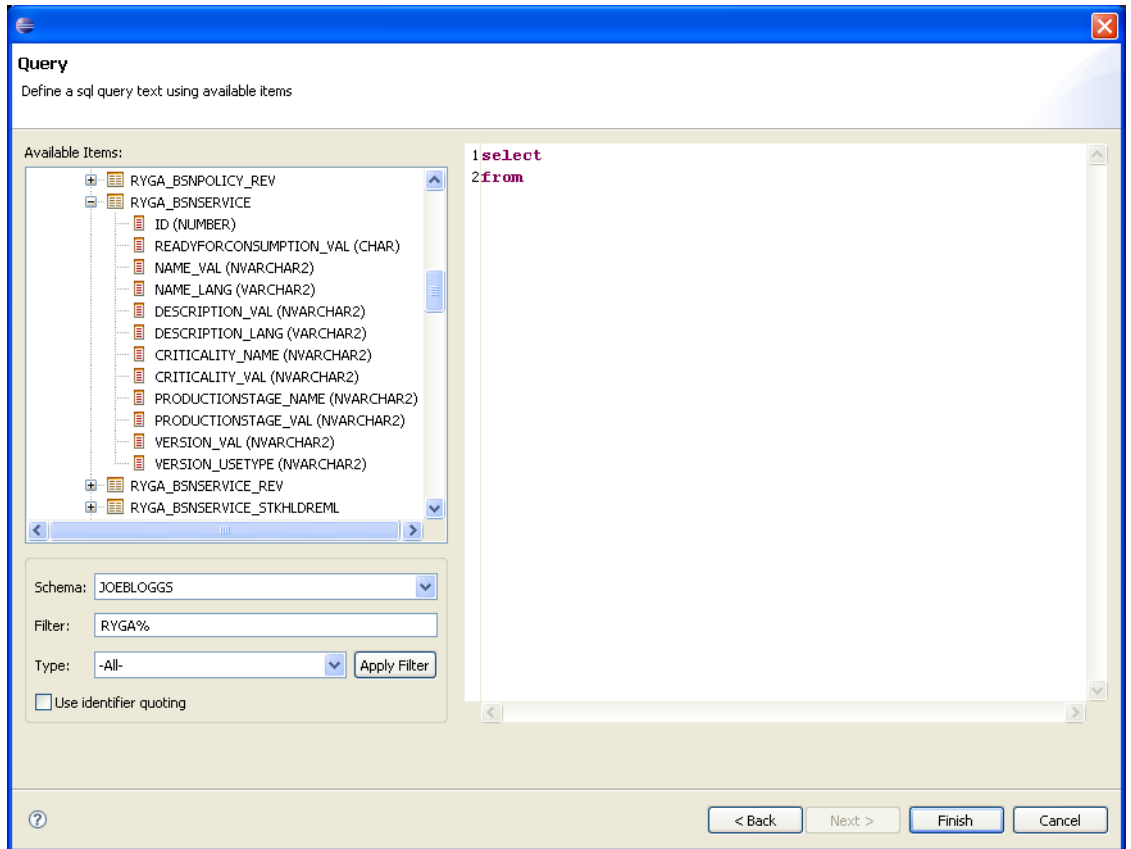 Query
Define a sql query text using available items
Available Items:
RYGA_BSNPOLICY_REV
RYGA_BSNSERVICE
ID (NUMBER)
READYFORCONSUMPTION_VAL (CHAR)
NAME_VAL (NVARCHAR2)
NAME_LANG (VARCHAR2)
DESCRIPTION_VAL (NVARCHAR2)
DESCRIPTION_LANG (VARCHAR2)
CRITICALITY_NAME (NVARCHAR2)
CRITICALITY_VAL (NVARCHAR2)
PRODUCTIONSTAGE_NAME (NVARCHAR2)
PRODUCTIONSTAGE_VAL (NVARCHAR2)
VERSION_VAL (NVARCHAR2)
VERSION_USETYPE (NVARCHAR2)
RYGA_BSNSERVICE_REV
RYGA_BSNSERVICE_STKHLDREML
Schema: JOEBLOGGS
Filter: RYGA%
Type: -All- Apply Filter
Use identifier quoting
1select
2from
? < Back Next > Finish Cancel